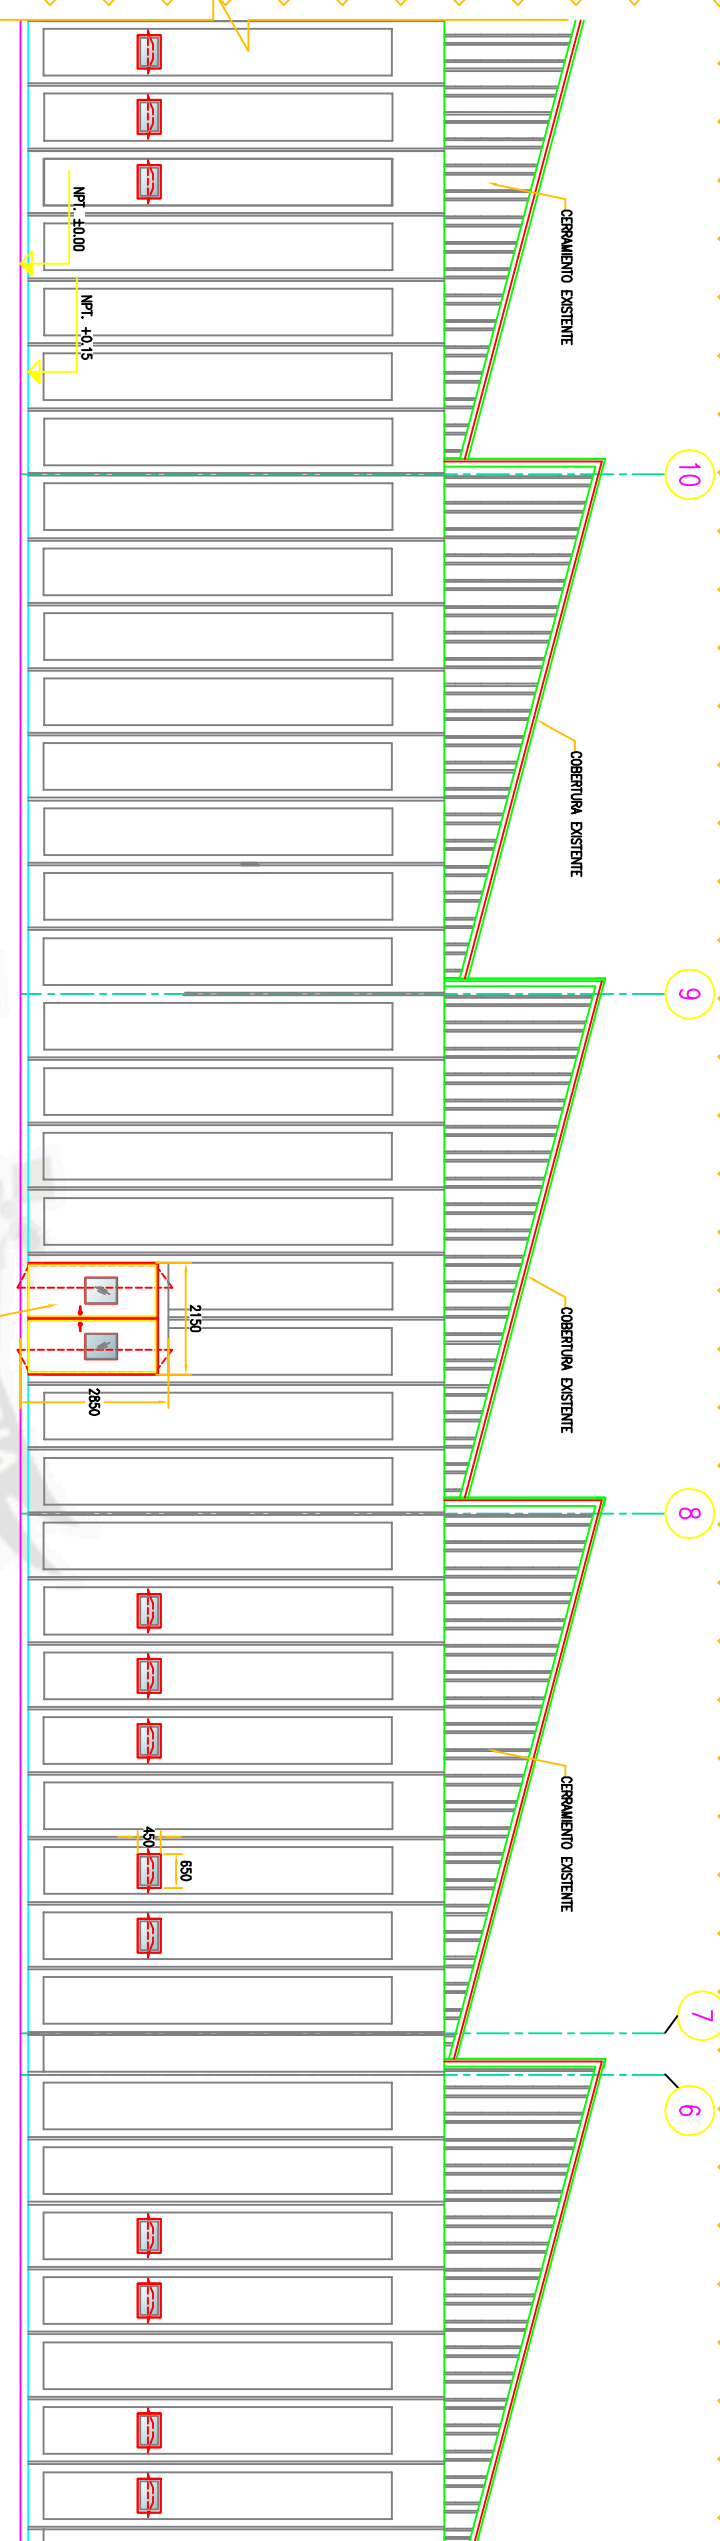 CERRAMIENTO EXISTENTE
NPT. ±0.00
NPT. +0.15
10
COBERTURA EXISTENTE
9
2150
2850
COBERTURA EXISTENTE
8
CERRAMIENTO EXISTENTE
450
650
7
6